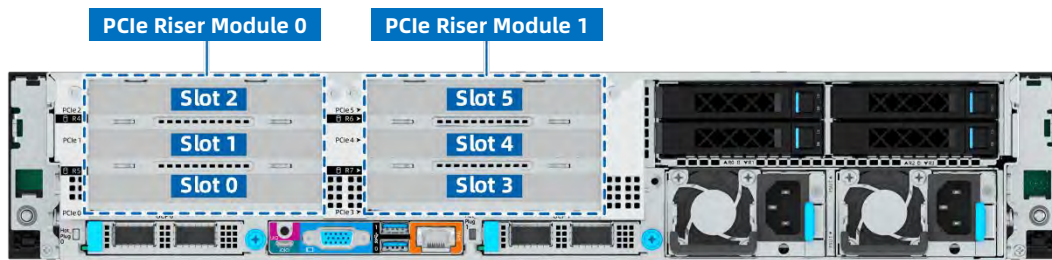 PCIe Riser Module 0
PCIe Riser Module 1
Slot 2
Slot 5
PCIe 2
R4
PCIe 5
R6
Slot 1
Slot 4
PCIe 1
PCIe 4
R5
R7
Slot 0
Slot 3
PCIe 0
PCIe 3